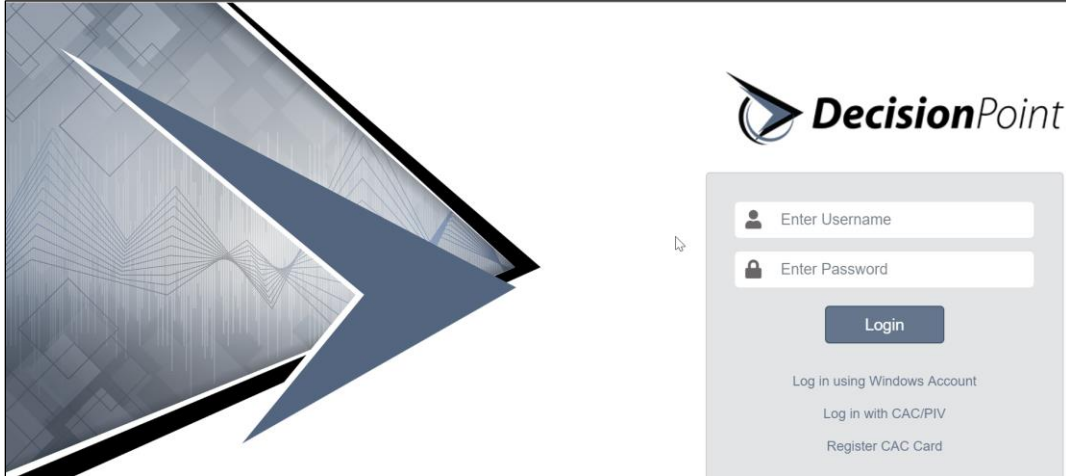 DecisionPoint
Enter Username
Enter Password
Login
Log in using Windows Account
Log in with CAC/PIV
Register CAC Card